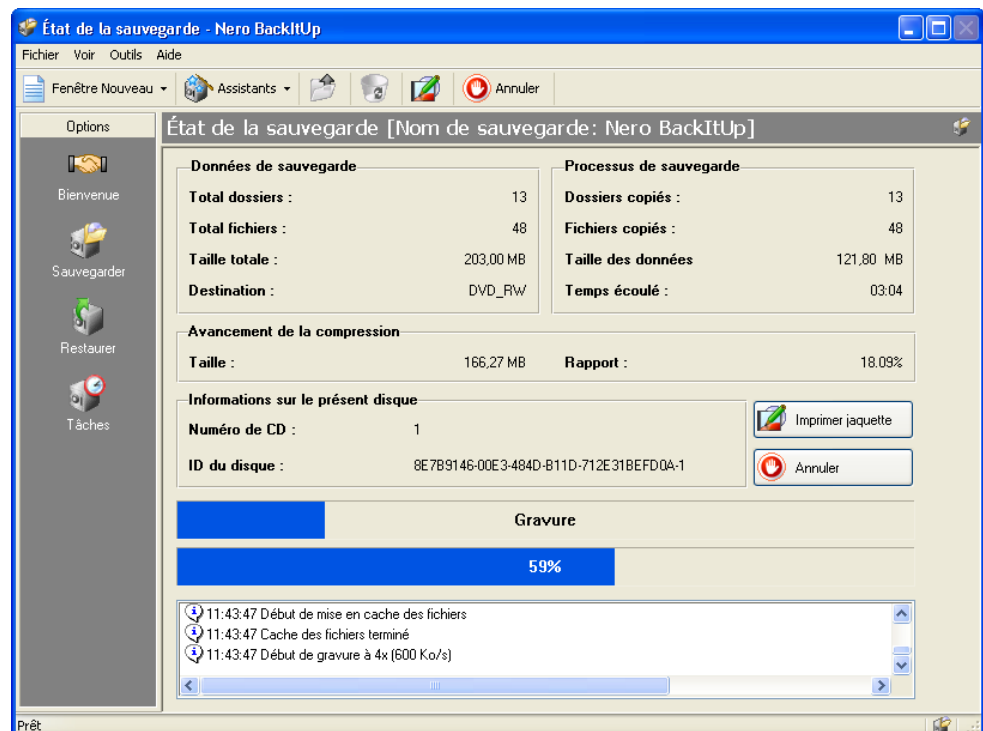 État de la sauvegarde - Nero BackItUp
Fichier Voir Outils Aide
Fenêtre Nouveau Assistants Annuler
Options
État de la sauvegarde [Nom de sauvegarde: Nero BackItUp]
Bienvenue
Sauvegarder
Restaurer
Tâches
Données de sauvegarde
Total dossiers : 13
Total fichiers : 48
Taille totale : 203,00 MB
Destination : DVD_RW
Processus de sauvegarde
Dossiers copiés : 13
Fichiers copiés : 48
Taille des données 121,80 MB
Temps écoulé : 03:04
Avancement de la compression
Taille : 166,27 MB Rapport : 18.09%
Informations sur le présent disque
Numéro de CD : 1
ID du disque : 8E7B9146-00E3-484D-B11D-712E31BEFD0A-1
Imprimer jaquette
Annuler
Gravure
59%
11:43:47 Début de mise en cache des fichiers
11:43:47 Cache des fichiers terminé
11:43:47 Début de gravure à 4x (600 Ko/s)
Prêt